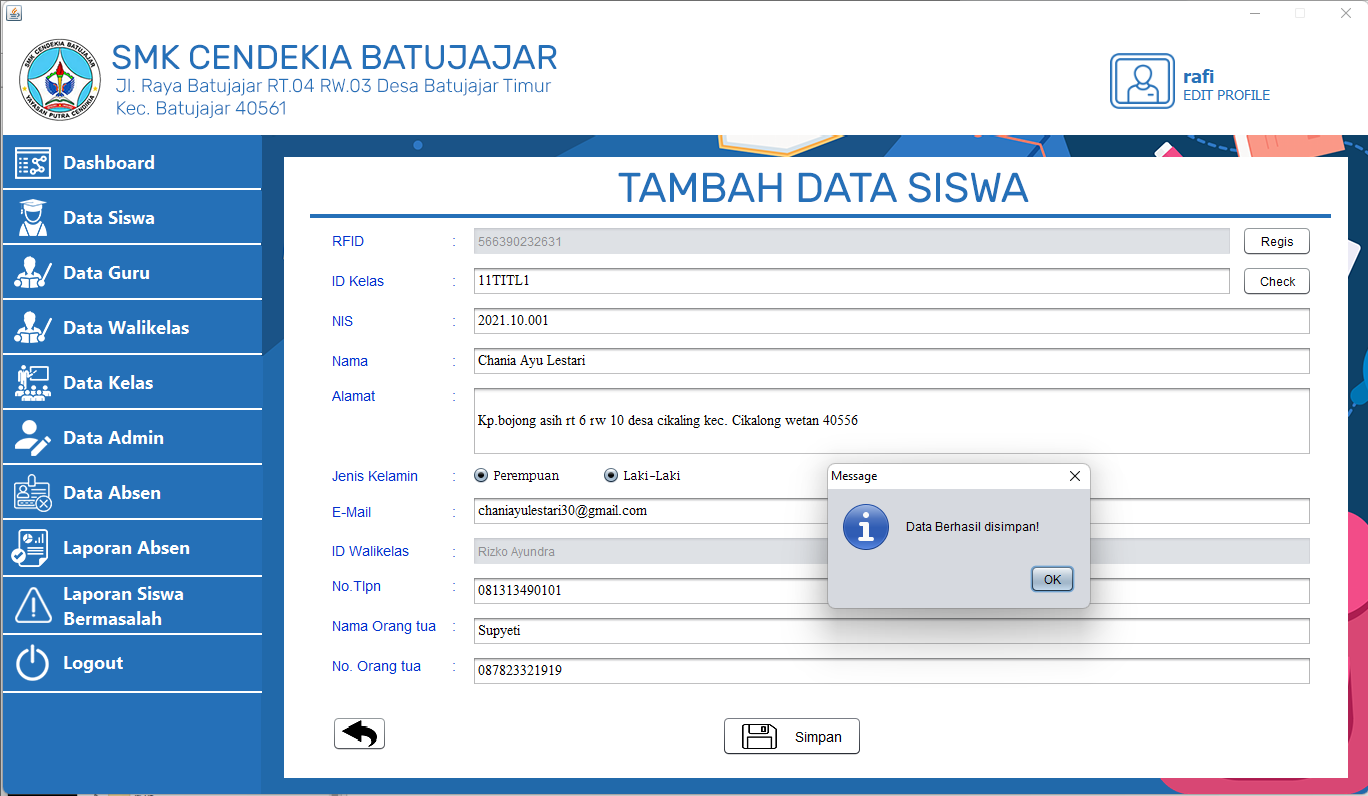 SMK CENDEKIA BATUJAJAR
YAYASAN PUTRA CENDIKIA
SMK CENDEKIA BATUJAJAR
Jl. Raya Batujajar RT.04 RW.03 Desa Batujajar Timur
Kec. Batujajar 40561
rafi
EDIT PROFILE
Dashboard
Data Siswa
Data Guru
Data Walikelas
Data Kelas
Data Admin
Data Absen
Laporan Absen
Laporan Siswa
Bermasalah
Logout
TAMBAH DATA SISWA
RFID : 566390232631 Regis
ID Kelas : 11TITL1 Check
NIS : 2021.10.001
Nama : Chania Ayu Lestari
Alamat :
Kp.bojong asih rt 6 rw 10 desa cikaling kec. Cikalong wetan 40556
Jenis Kelamin : Perempuan Laki-Laki
E-Mail : chaniayulestari30@gmail.com
ID Walikelas : Rizko Ayundra
No.Tlpn : 081313490101
Nama Orang tua : Supyeti
No. Orang tua : 087823321919
Simpan
Message
Data Berhasil disimpan!
OK